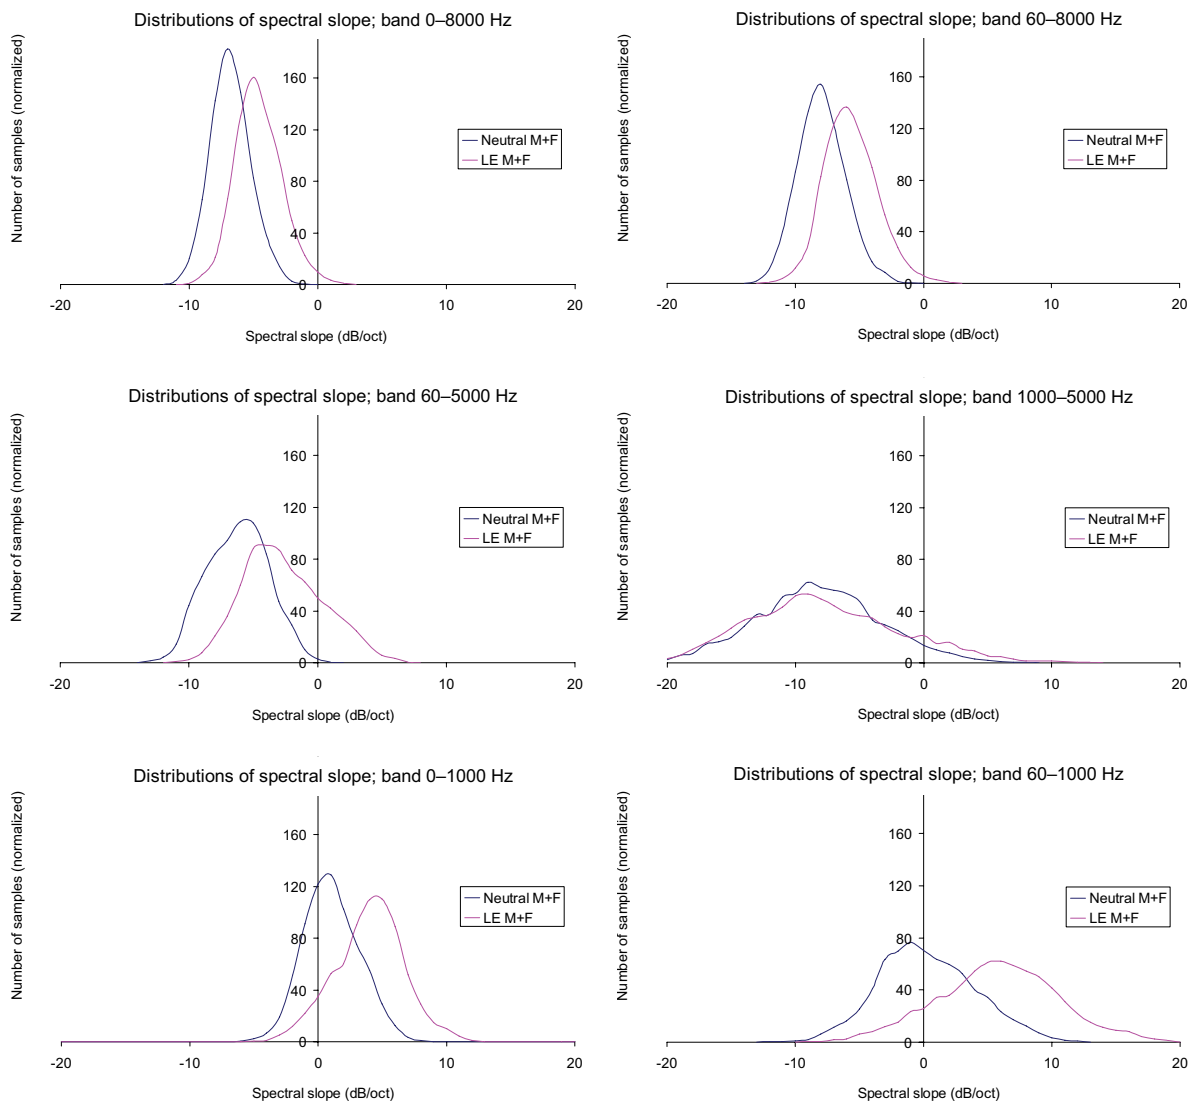 Distributions of spectral slope; band 0–8000 Hz
Number of samples (normalized)
160
120
80
40
0
-20
-10
0
10
20
Spectral slope (dB/oct)
Neutral M+F
LE M+F
Distributions of spectral slope; band 60–8000 Hz
Number of samples (normalized)
160
120
80
40
0
-20
-10
0
10
20
Spectral slope (dB/oct)
Neutral M+F
LE M+F
Distributions of spectral slope; band 60–5000 Hz
Number of samples (normalized)
160
120
80
40
0
-20
-10
0
10
20
Spectral slope (dB/oct)
Neutral M+F
LE M+F
Distributions of spectral slope; band 1000–5000 Hz
Number of samples (normalized)
160
120
80
40
0
-20
-10
0
10
20
Spectral slope (dB/oct)
Neutral M+F
LE M+F
Distributions of spectral slope; band 0–1000 Hz
Number of samples (normalized)
160
120
80
40
0
-20
-10
0
10
20
Spectral slope (dB/oct)
Neutral M+F
LE M+F
Distributions of spectral slope; band 60–1000 Hz
Number of samples (normalized)
160
120
80
40
0
-20
-10
0
10
20
Spectral slope (dB/oct)
Neutral M+F
LE M+F